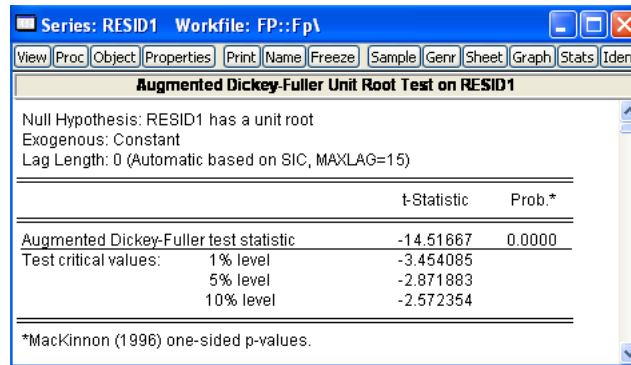 Series: RESID1 Workfile: FP::Fp\
View Proc Object Properties Print Name Freeze Sample Genr Sheet Graph Stats Iden
Augmented Dickey-Fuller Unit Root Test on RESID1
Null Hypothesis: RESID1 has a unit root
Exogenous: Constant
Lag Length: 0 (Automatic based on SIC, MAXLAG=15)
t-Statistic Prob.*
Augmented Dickey-Fuller test statistic -14.51667 0.0000
Test critical values: 1% level -3.454085
5% level -2.871883
10% level -2.572354
*MacKinnon (1996) one-sided p-values.